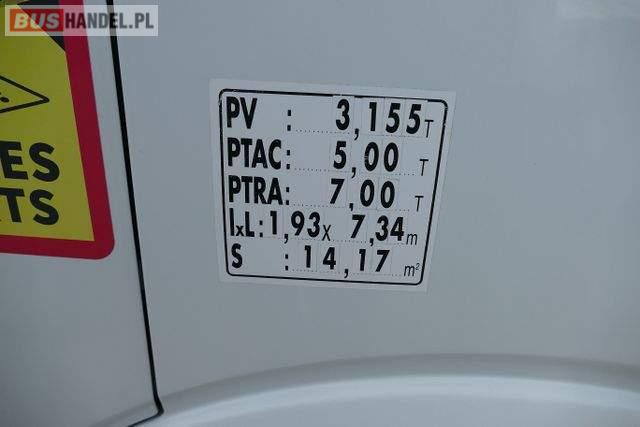 BUSHANDEL.PL
ES
TS
PV : 3,155 T
PTAC: 5,00 T
PTRA: 7,00 T
lxL: 1,93 x 7,34 m
S : 14,17 m²